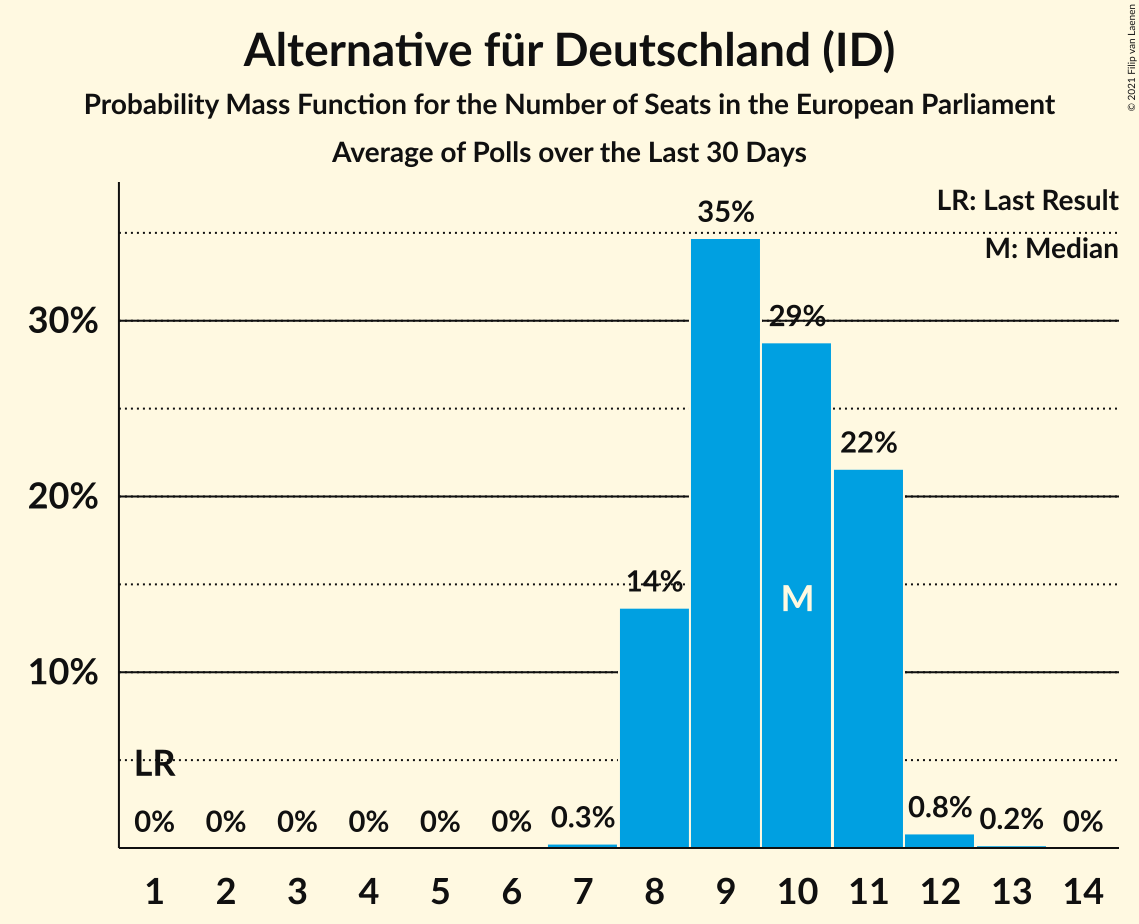 Alternative für Deutschland (ID)
Probability Mass Function for the Number of Seats in the European Parliament
Average of Polls over the Last 30 Days
© 2021 Filip van Laenen
LR: Last Result
M: Median
35%
30%
29%
22%
20%
14%
M
10%
LR
0% 0% 0% 0% 0% 0% 0.3% 0.8% 0.2% 0%
1 2 3 4 5 6 7 8 9 10 11 12 13 14